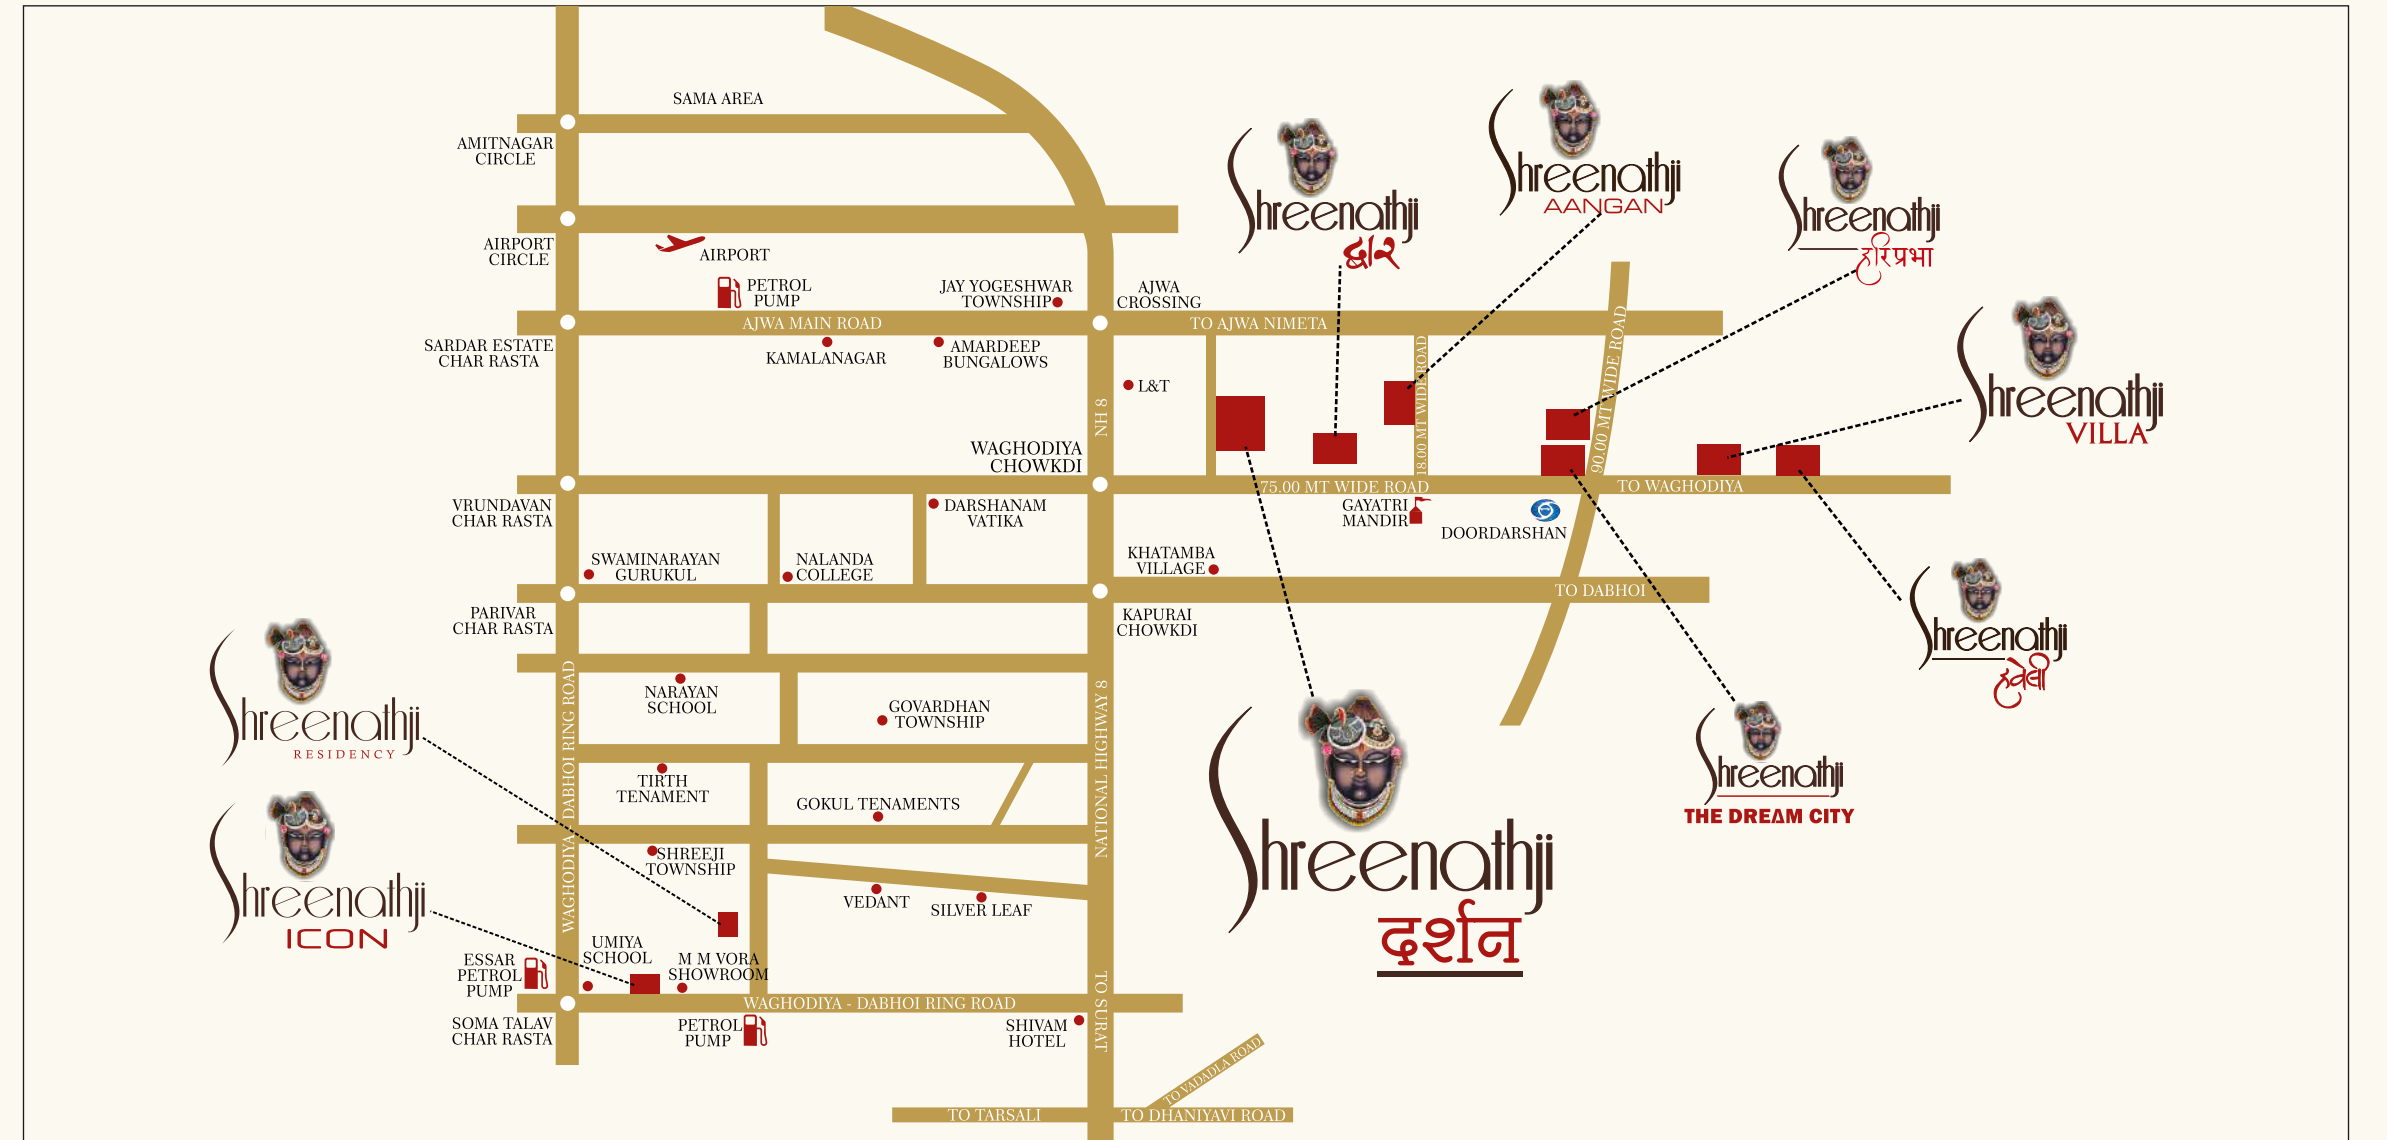 SAMA AREA
AMITNAGAR
CIRCLE
AIRPORT
CIRCLE
AIRPORT
PETROL
PUMP
JAY YOGESHWAR
TOWNSHIP
AJWA
CROSSING
AJWA MAIN ROAD
TO AJWA NIMETA
SARDAR ESTATE
CHAR RASTA
KAMALANAGAR
AMARDEEP
BUNGALOWS
L&T
NH 8
18.00 MT WIDE ROAD
90.00 MT WIDE ROAD
WAGHODIYA
CHOWKDI
75.00 MT WIDE ROAD
TO WAGHODIYA
VRUNDAVAN
CHAR RASTA
DARSHANAM
VATIKA
GAYATRI
MANDIR
DOORDARSHAN
SWAMINARAYAN
GURUKUL
NALANDA
COLLEGE
KHATAMBA
VILLAGE
TO DABHOI
PARIVAR
CHAR RASTA
KAPURAI
CHOWKDI
NARAYAN
SCHOOL
GOVARDHAN
TOWNSHIP
WAGHODIYA - DABHOI RING ROAD
NATIONAL HIGHWAY 8
TIRTH
TENAMENT
GOKUL TENAMENTS
SHREEJI
TOWNSHIP
VEDANT
SILVER LEAF
UMIYA
SCHOOL
M M VORA
SHOWROOM
ESSAR
PETROL
PUMP
WAGHODIYA - DABHOI RING ROAD
TO SURAT
SOMA TALAV
CHAR RASTA
PETROL
PUMP
SHIVAM
HOTEL
TO VADADLA ROAD
TO TARSALI
TO DHANIYAVI ROAD
Shreenathji
द्वार
Shreenathji
AANGAN
Shreenathji
हरिप्रभा
Shreenathji
VILLA
Shreenathji
हवेली
Shreenathji
THE DREAM CITY
Shreenathji
दर्शन
Shreenathji
RESIDENCY
Shreenathji
ICON